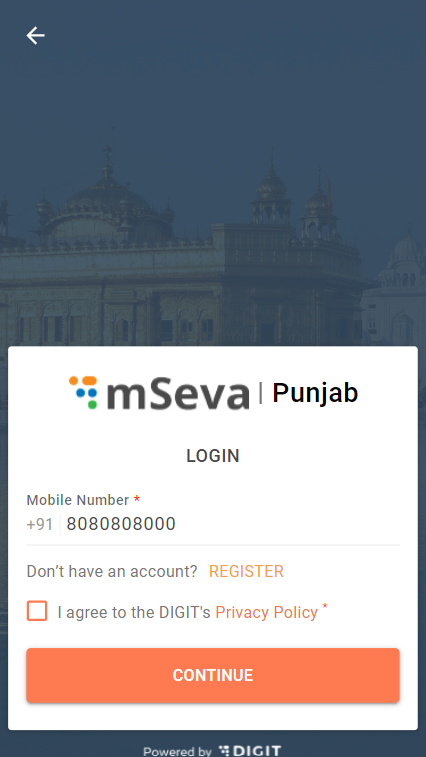 mSeva | Punjab
LOGIN
Mobile Number *
+91 8080808000
Don't have an account? REGISTER
I agree to the DIGIT's Privacy Policy *
CONTINUE
Powered by DIGIT